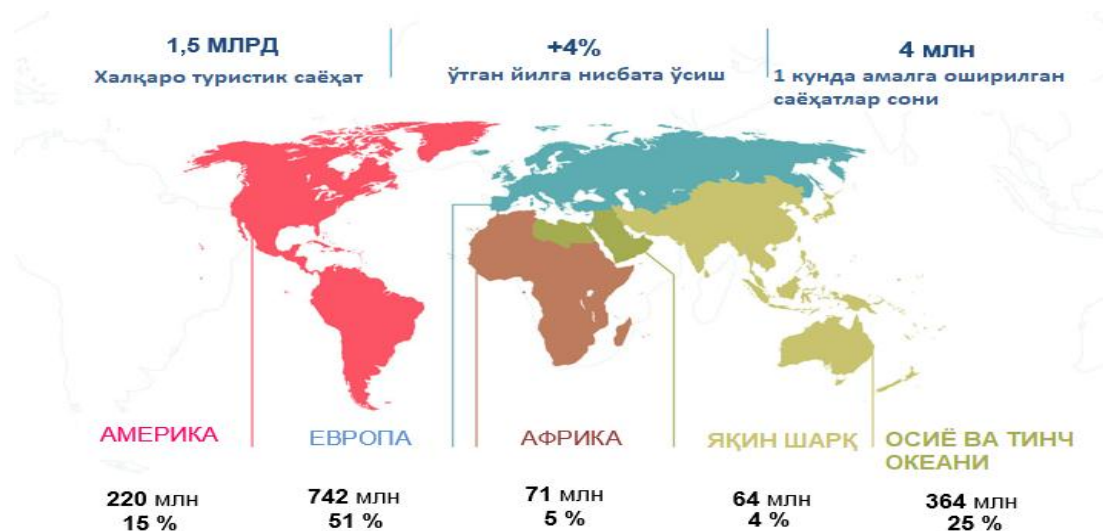 1,5 МЛРД
Халқаро туристик саёҳат
+4%
ўтган йилга нисбата ўсиш
4 млн
1 кунда амалга оширилган
саёҳатлар сони
АМЕРИКА
220 млн
15 %
ЕВРОПА
742 млн
51 %
АФРИКА
71 млн
5 %
ЯҚИН ШАРҚ
64 млн
4 %
ОСИЁ ВА ТИНЧ
ОКЕАНИ
364 млн
25 %